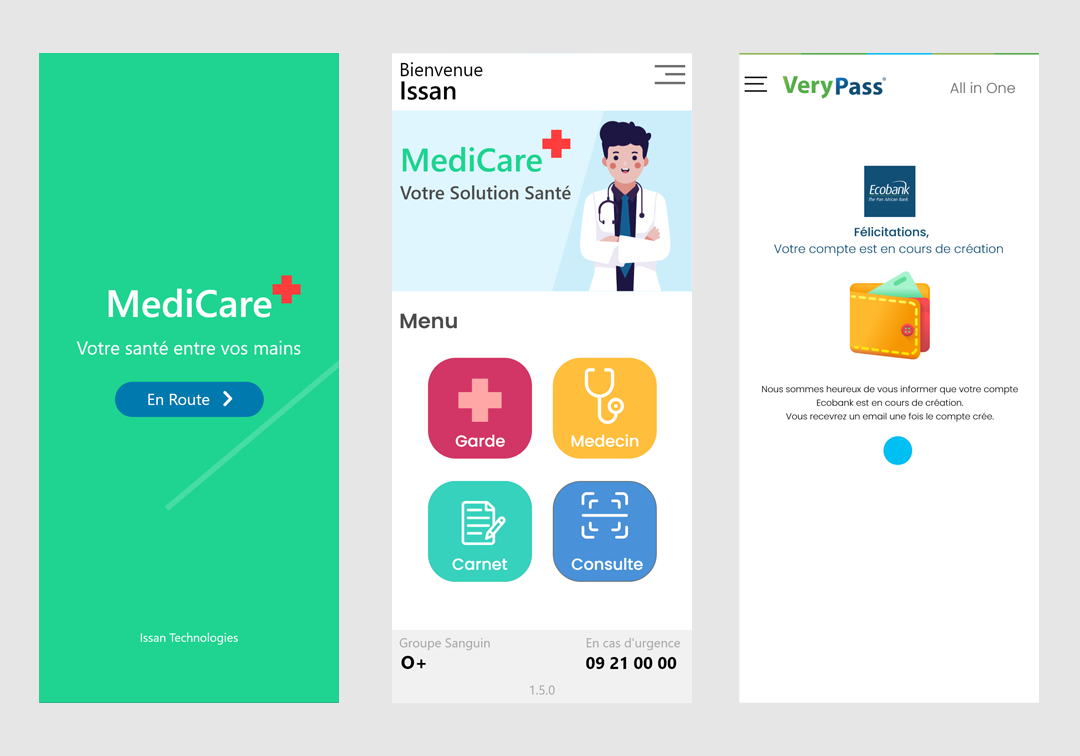 MediCare
Votre santé entre vos mains
En Route
Issan Technologies
Bienvenue
Issan
MediCare
Votre Solution Santé
Menu
Garde
Medecin
Carnet
Consulte
Groupe Sanguin
O+
En cas d'urgence
09 21 00 00
1.5.0
VeryPass®
All in One
Ecobank
The Pan African Bank
Félicitations,
Votre compte est en cours de création
Nous sommes heureux de vous informer que votre compte
Ecobank est en cours de création.
Vous recevrez un email une fois le compte crée.